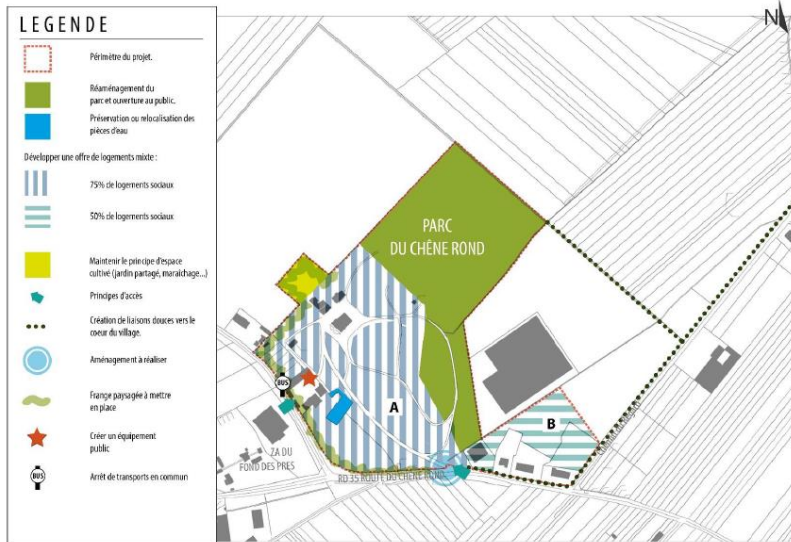 LEGENDE
Périmètre du projet.
Réaménagement du
parc et ouverture au public.
Préservation ou relocalisation des
pièces d'eau
Développer une offre de logements mixte :
75% de logements sociaux
50% de logements sociaux
Maintenir le principe d'espace
cultivé (jardin partagé, maraichage...)
Principes d'accès
Création de liaisons douces vers le
coeur du village.
Aménagement à réaliser
Frange paysagée à mettre
en place
Créer un équipement
public
BUS
Arrêt de transports en commun
N
PARC
DU CHÊNE ROND
BUS
A
B
ZA DU
FOND DES PRES
RD 35 ROUTE DU CHÊNE ROND